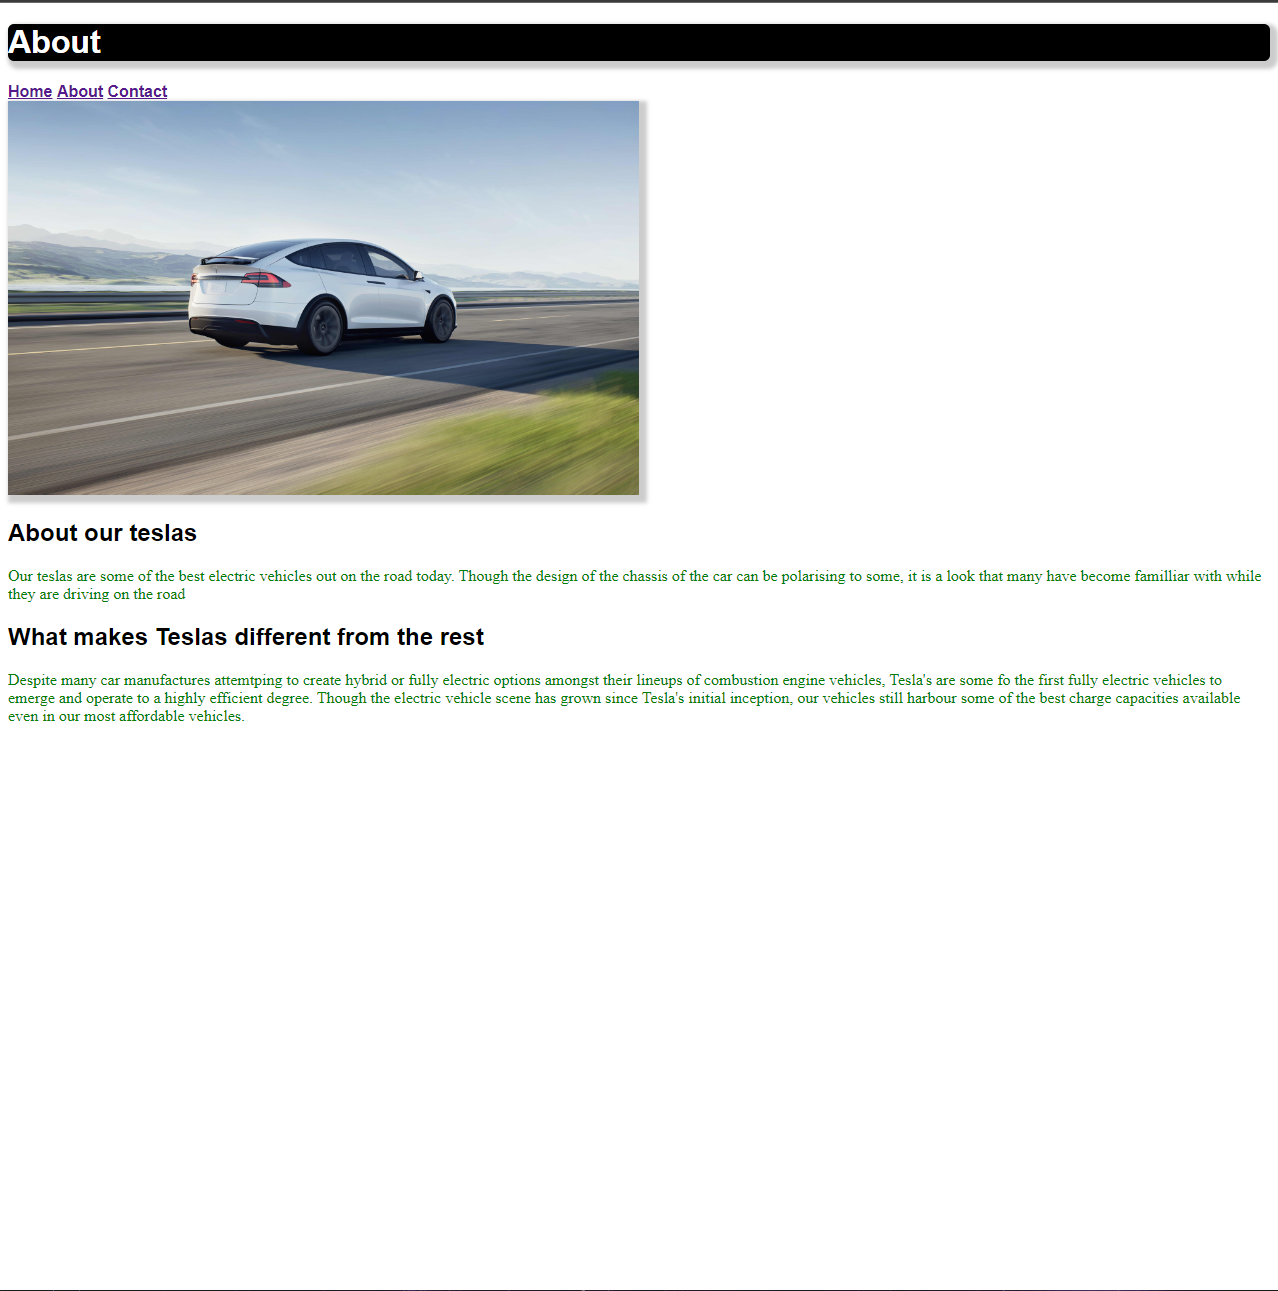 About
Home About Contact
About our teslas
Our teslas are some of the best electric vehicles out on the road today. Though the design of the chassis of the car can be polarising to some, it is a look that many have become familliar with while
they are driving on the road
What makes Teslas different from the rest
Despite many car manufactures attemtping to create hybrid or fully electric options amongst their lineups of combustion engine vehicles, Tesla's are some fo the first fully electric vehicles to
emerge and operate to a highly efficient degree. Though the electric vehicle scene has grown since Tesla's initial inception, our vehicles still harbour some of the best charge capacities available
even in our most affordable vehicles.